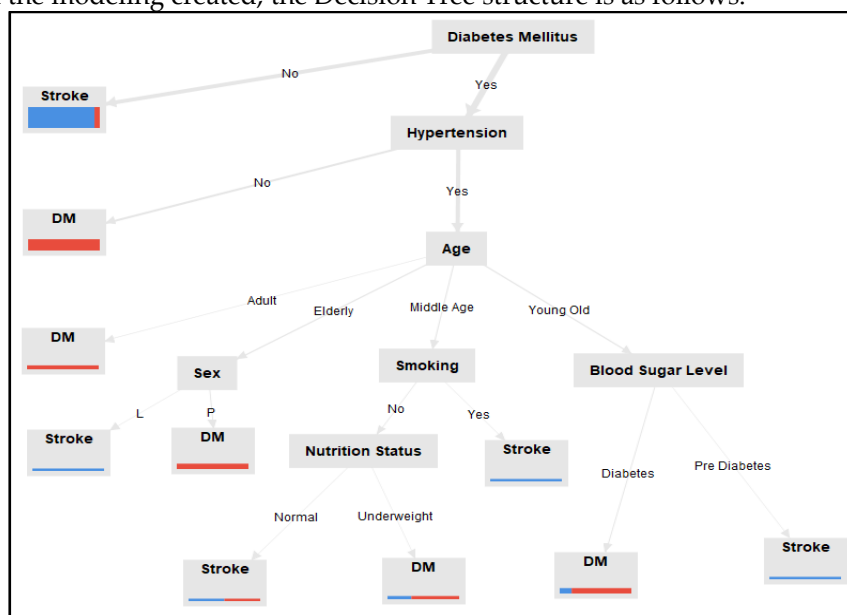 the modeling created, the Decision Tree structure is as follows.
Diabetes Mellitus
No
Yes
Stroke
Hypertension
No
Yes
DM
Age
Adult
Elderly
Middle Age
Young Old
DM
Sex
Smoking
Blood Sugar Level
L
P
No
Yes
Stroke
DM
Nutrition Status
Stroke
Diabetes
Pre Diabetes
Normal
Underweight
Stroke
DM
DM
Stroke